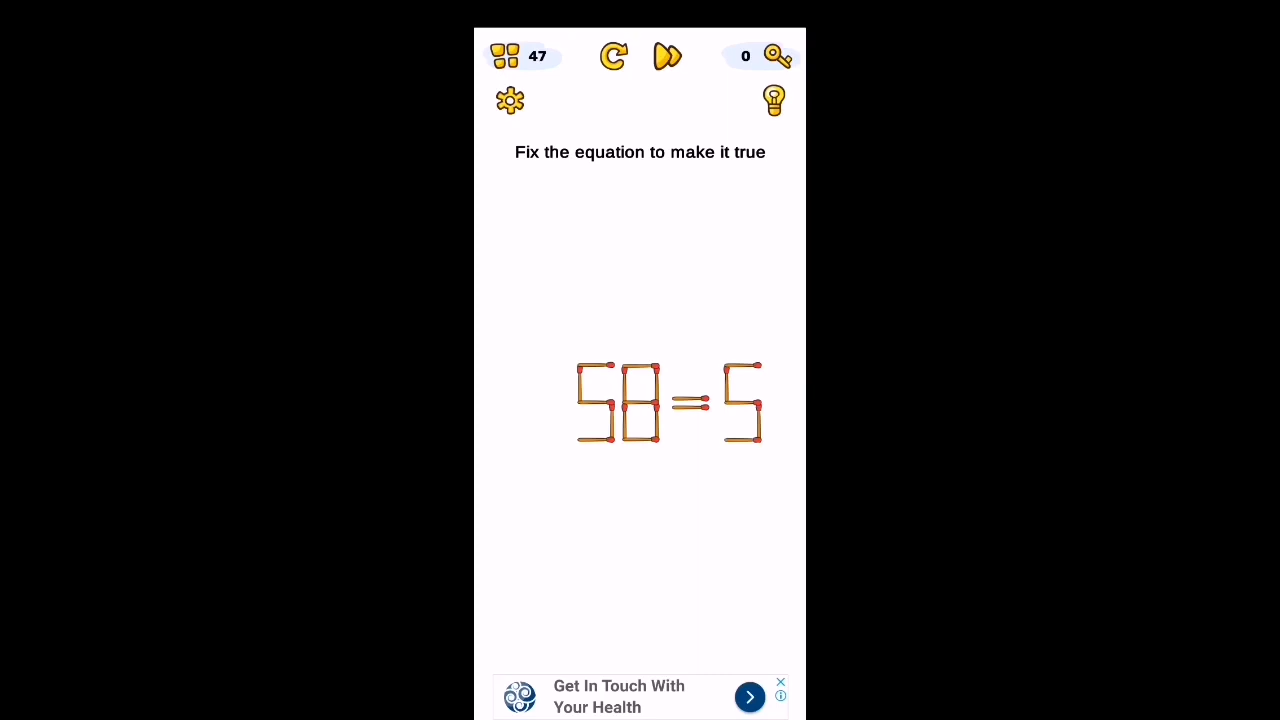 47
0
Fix the equation to make it true
58=5
Get In Touch With
Your Health